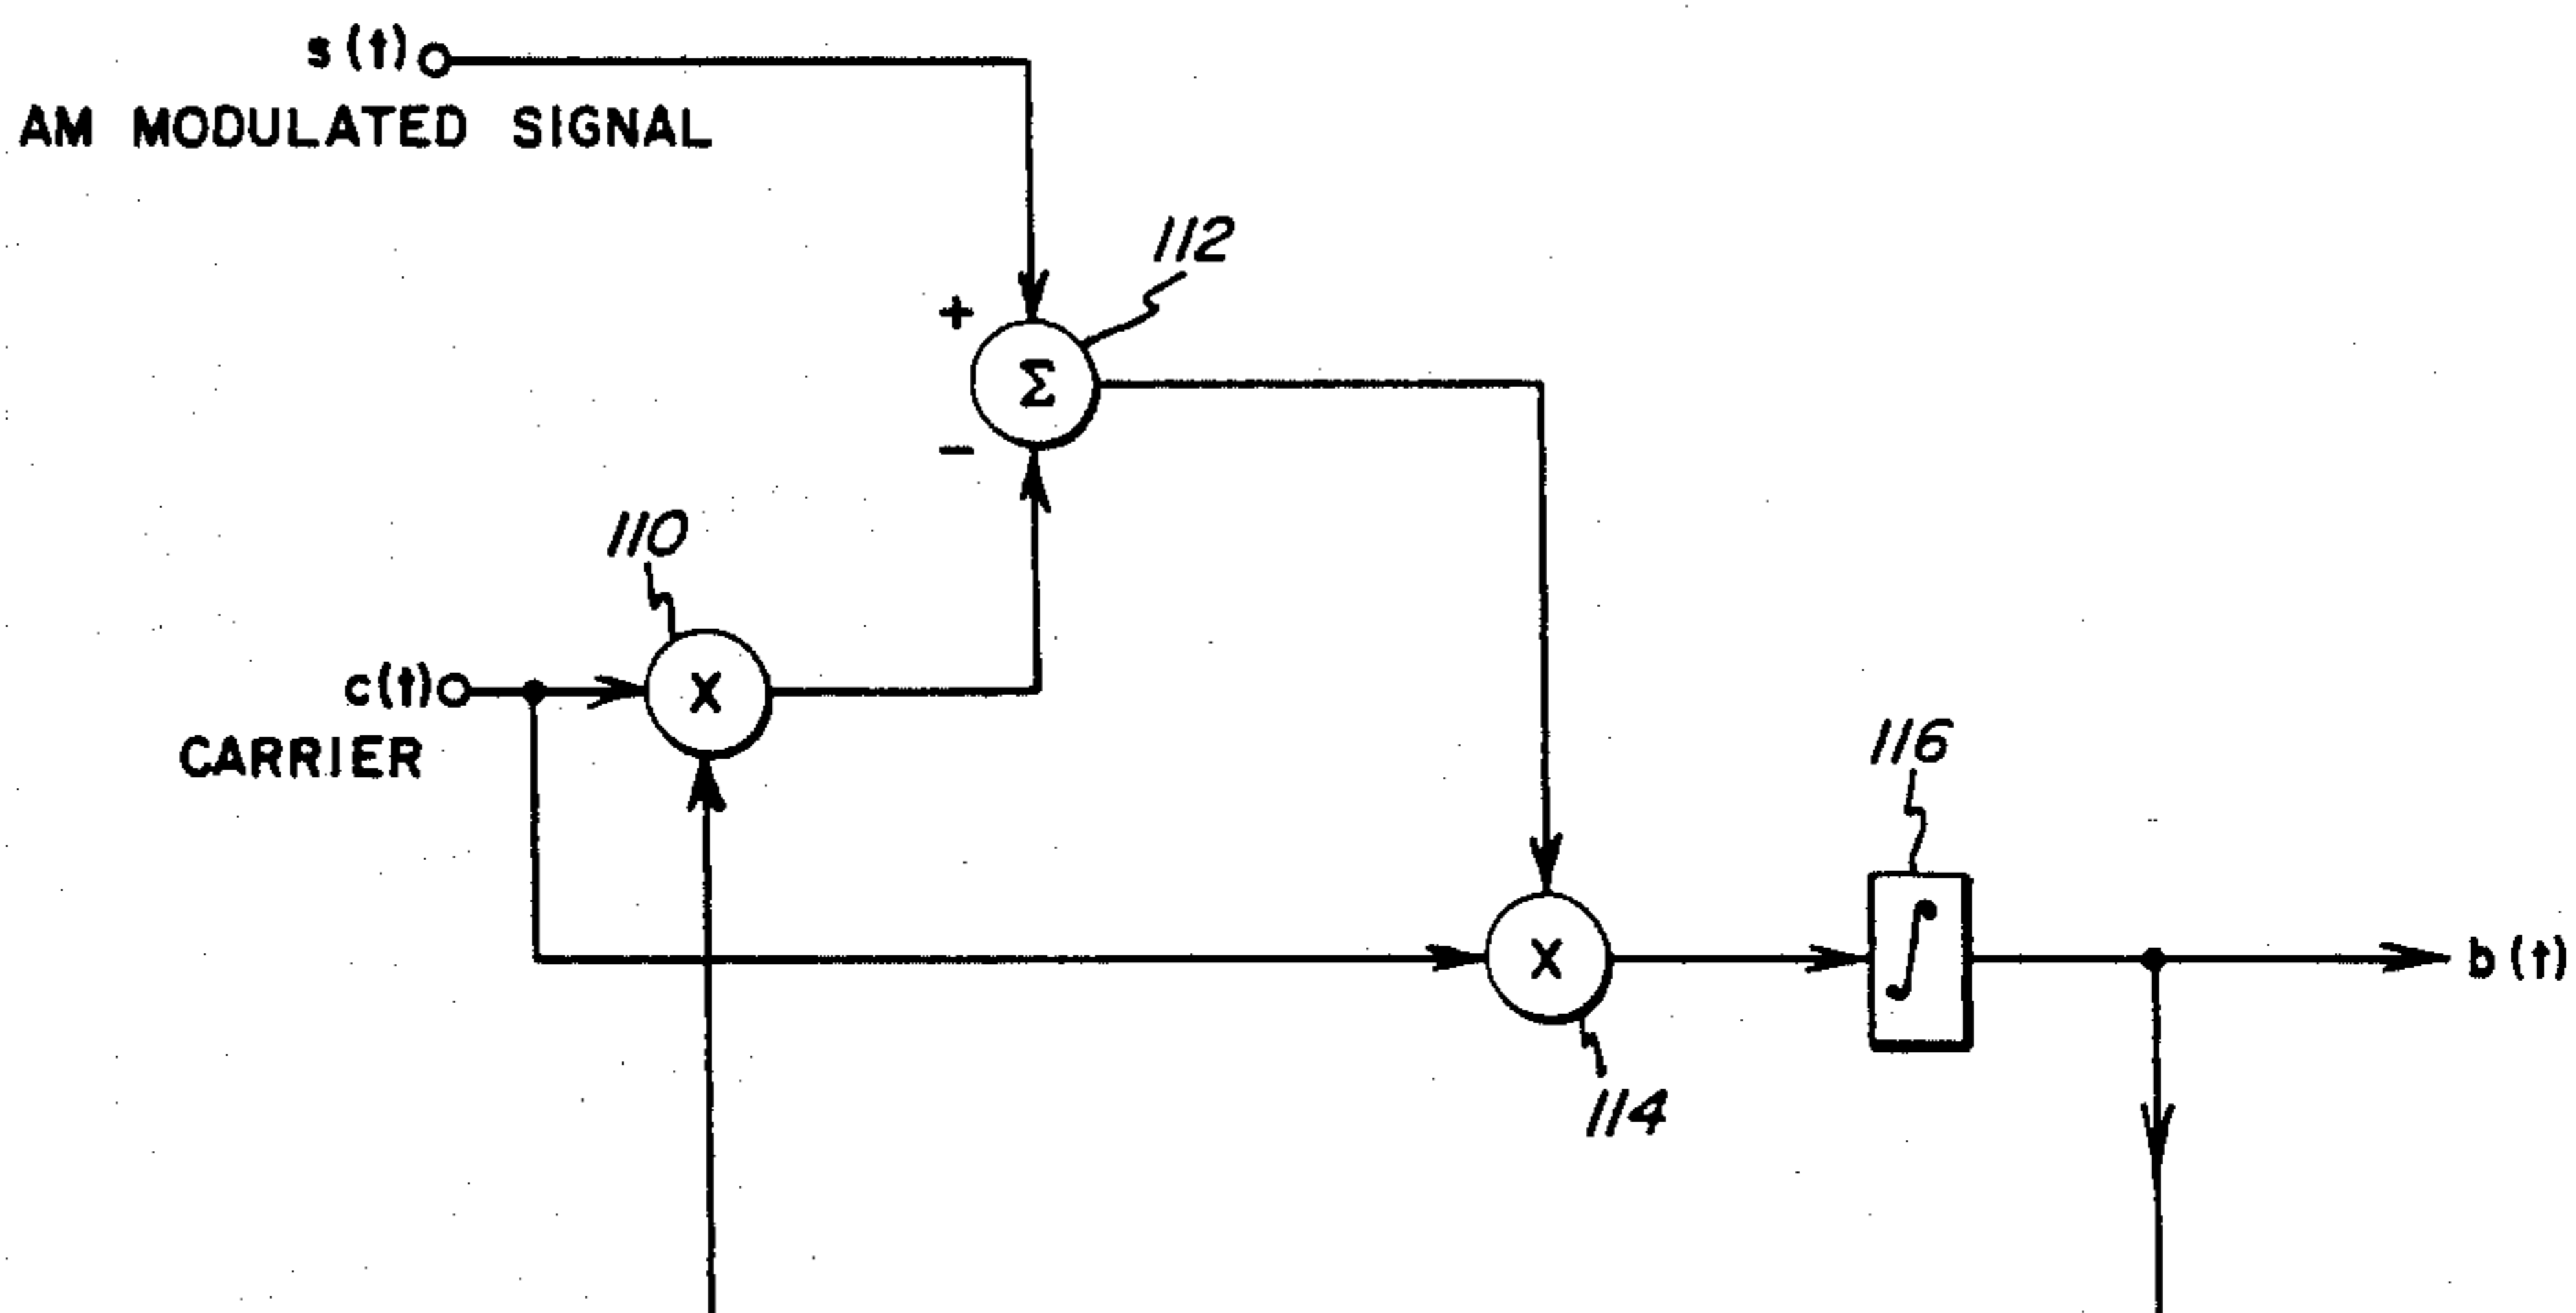 s(t)
AM MODULATED SIGNAL
112
+
Σ
−
110
c(t)
X
CARRIER
116
∫
X
b(t)
114